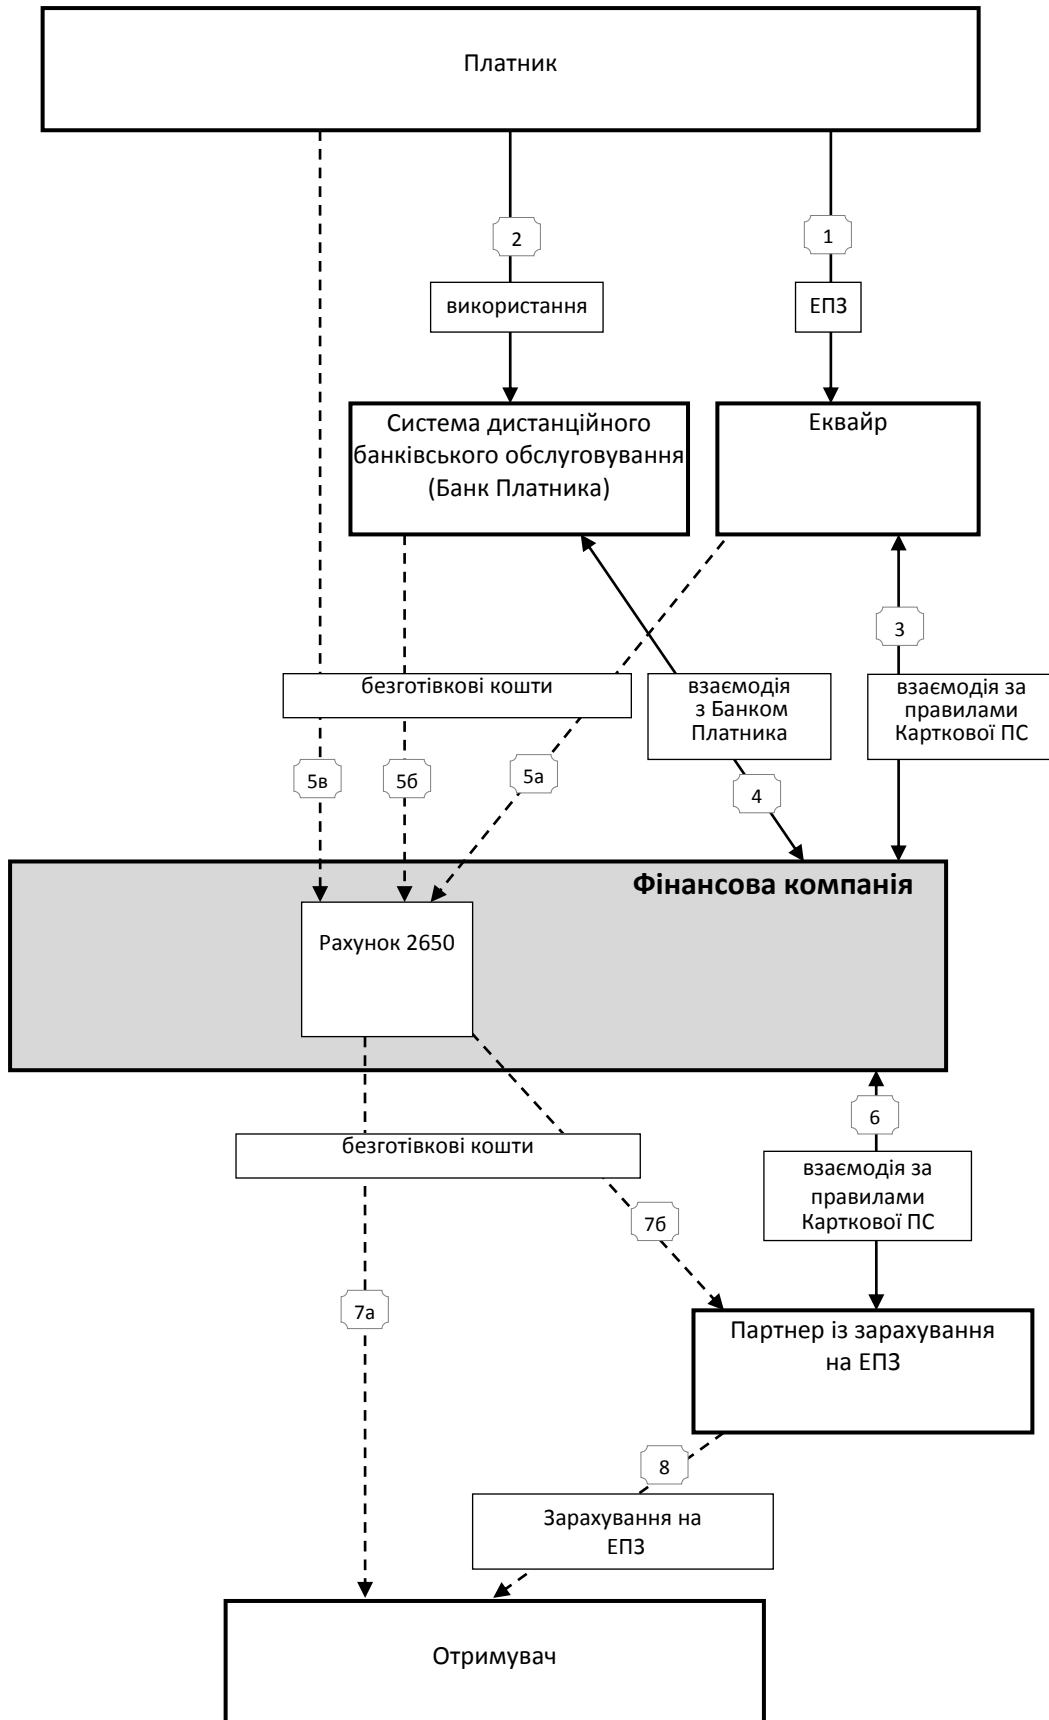 Платник
2
1
використання
ЕПЗ
Система дистанційного
банківського обслуговування
(Банк Платника)
Еквайр
3
безготівкові кошти
взаємодія
з Банком
Платника
взаємодія за
правилами
Карткової ПС
5в
5б
5а
4
Фінансова компанія
Рахунок 2650
6
безготівкові кошти
взаємодія за
правилами
Карткової ПС
7б
7а
Партнер із зарахування
на ЕПЗ
8
Зарахування на
ЕПЗ
Отримувач